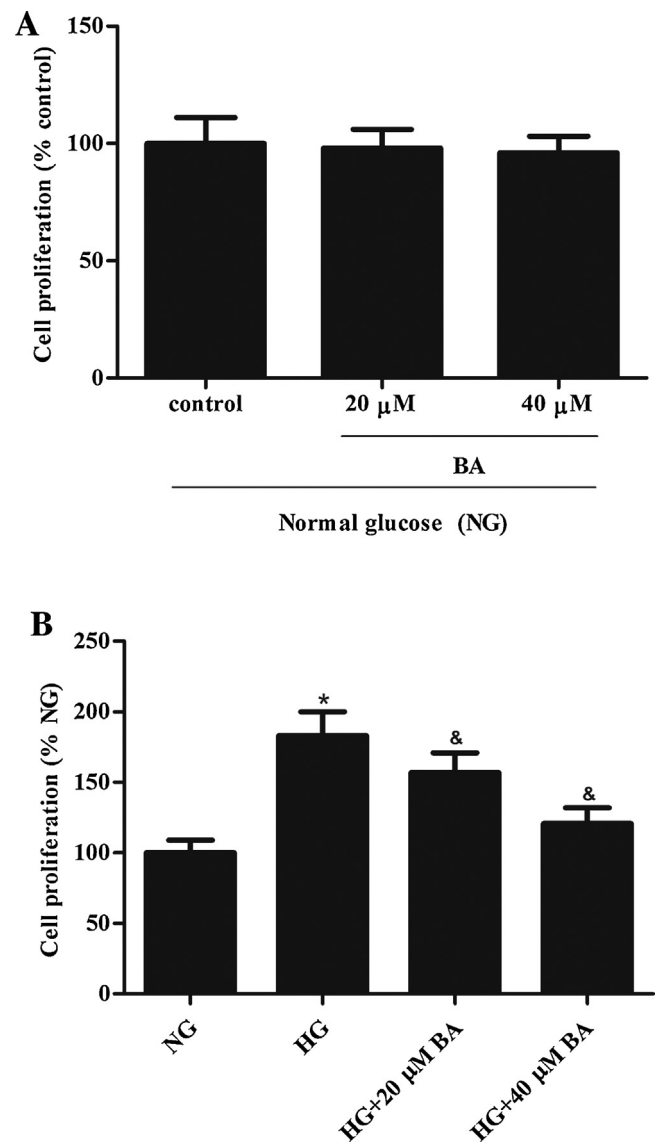 A
Cell proliferation (% control)
150
100
50
0
control
20 µM
40 µM
BA
Normal glucose (NG)
B
Cell proliferation (% NG)
250
200
150
100
50
0
*
&
&
NG
HG
HG+20 µM BA
HG+40 µM BA